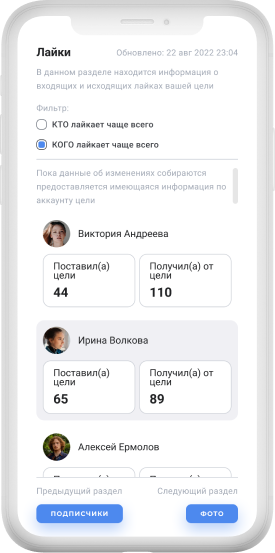 Лайки
Обновлено: 22 авг 2022 23:04
В данном разделе находится информация о
входящих и исходящих лайках вашей цели
Фильтр:
КТО лайкает чаще всего
КОГО лайкает чаще всего
Пока данные об изменениях собираются
предоставляется имеющаяся информация по
аккаунту цели
Виктория Андреева
Поставил(а)
цели
44
Получил(а) от
цели
110
Ирина Волкова
Поставил(а)
цели
65
Получил(а) от
цели
89
Алексей Ермолов
Предыдущий раздел
Следующий раздел
ПОДПИСЧИКИ
ФОТО